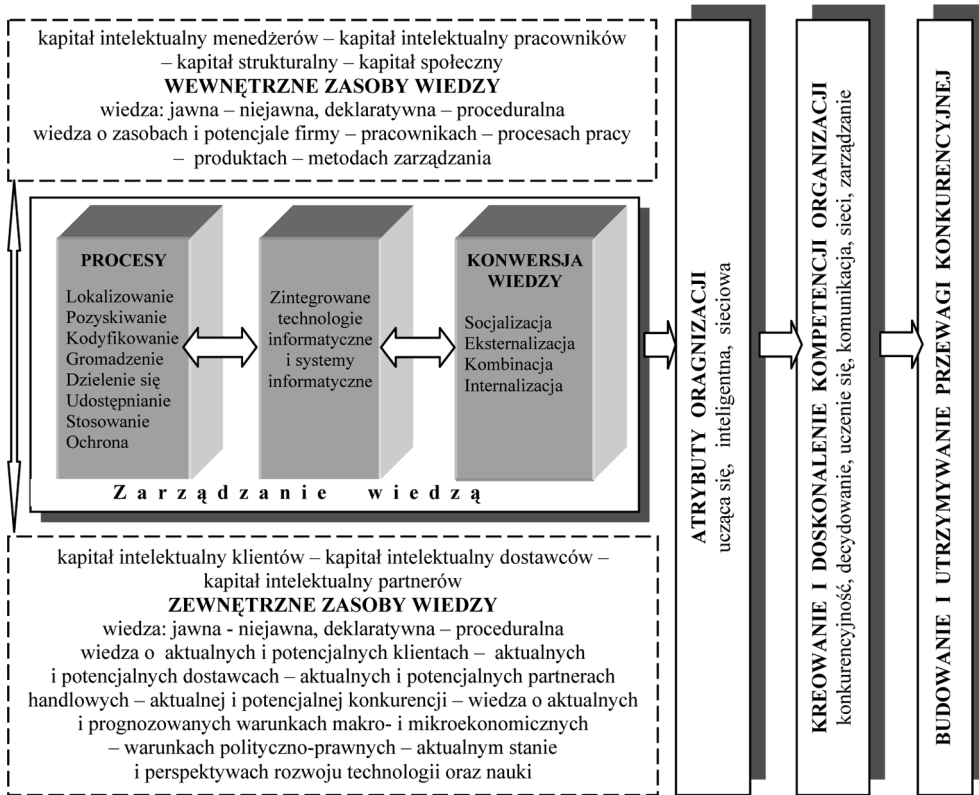 kapitał intelektualny menedżerów – kapitał intelektualny pracowników
– kapitał strukturalny – kapitał społeczny
WEWNĘTRZNE ZASOBY WIEDZY
wiedza: jawna – niejawna, deklaratywna – proceduralna
wiedza o zasobach i potencjale firmy – pracownikach – procesach pracy
– produktach – metodach zarządzania
PROCESY
Lokalizowanie
Pozyskiwanie
Kodyfikowanie
Gromadzenie
Dzielenie się
Udostępnianie
Stosowanie
Ochrona
Zintegrowane
technologie
informatyczne
i systemy
informatyczne
KONWERSJA
WIEDZY
Socjalizacja
Eksternalizacja
Kombinacja
Internalizacja
Zarządzanie wiedzą
kapitał intelektualny klientów – kapitał intelektualny dostawców –
kapitał intelektualny partnerów
ZEWNĘTRZNE ZASOBY WIEDZY
wiedza: jawna - niejawna, deklaratywna – proceduralna
wiedza o aktualnych i potencjalnych klientach – aktualnych
i potencjalnych dostawcach – aktualnych i potencjalnych partnerach
handlowych – aktualnej i potencjalnej konkurencji – wiedza o aktualnych
i prognozowanych warunkach makro- i mikroekonomicznych
– warunkach polityczno-prawnych – aktualnym stanie
i perspektywach rozwoju technologii oraz nauki
ATRYBUTY ORAGNIZACJI
ucząca się, inteligentna, sieciowa
KREOWANIE I DOSKONALENIE KOMPETENCJI ORGANIZACJI
konkurencyjność, decydowanie, uczenie się, komunikacja, sieci, zarządzanie
BUDOWANIE I UTRZYMYWANIE PRZEWAGI KONKURENCYJNEJ